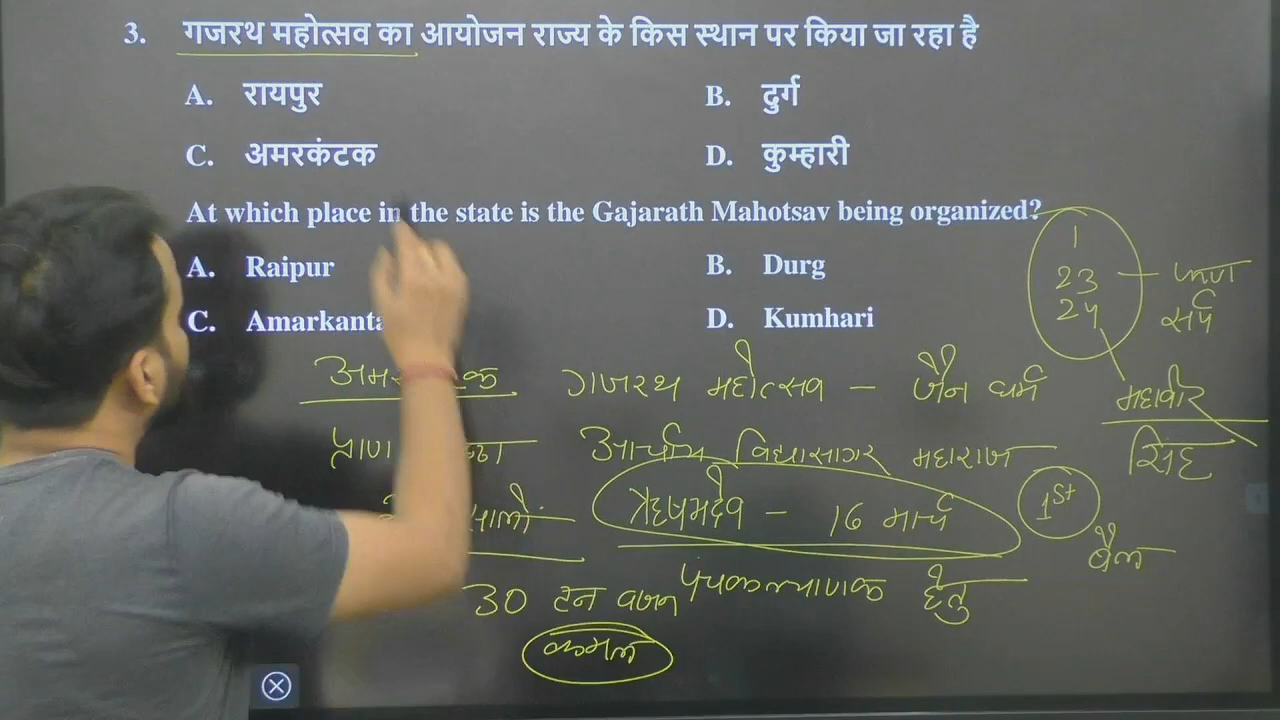 3. गजरथ महोत्सव का आयोजन राज्य के किस स्थान पर किया जा रहा है
A. रायपुर
B. दुर्ग
C. अमरकंटक
D. कुम्हारी
At which place in the state is the Gajarath Mahotsav being organized?
A. Raipur
B. Durg
C. Amarkanta
D. Kumhari
1
23
24
सर्प
गजरथ महोत्सव – जैन धर्म
महावीर
आचार्य विद्यासागर महाराज
सिंह
ऋषभदेव – 16 मार्च
1st
बैल
30 टन वजन
पंचकल्याणक हेतु
कमल